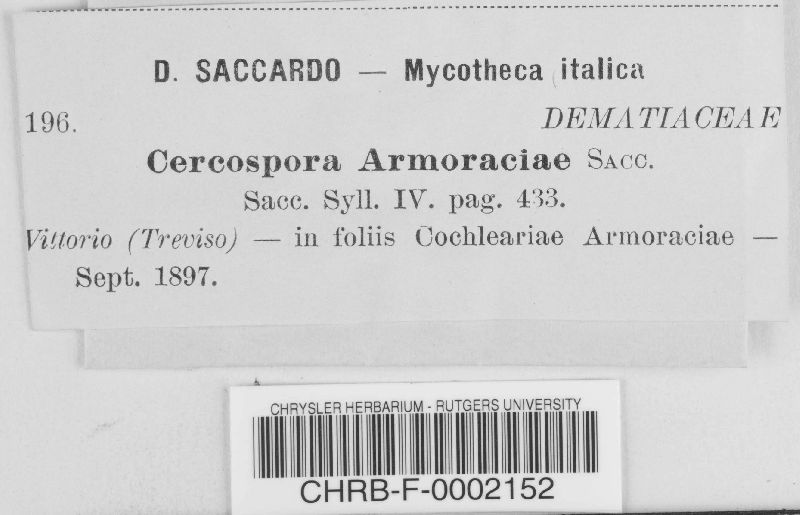 D. SACCARDO — Mycotheca italica
196. DEMATIACEAE
Cercospora Armoraciae SACC.
Sacc. Syll. IV. pag. 433.
Vittorio (Treviso) — in foliis Cochleariae Armoraciae —
Sept. 1897.
CHRYSLER HERBARIUM - RUTGERS UNIVERSITY
CHRB-F-0002152